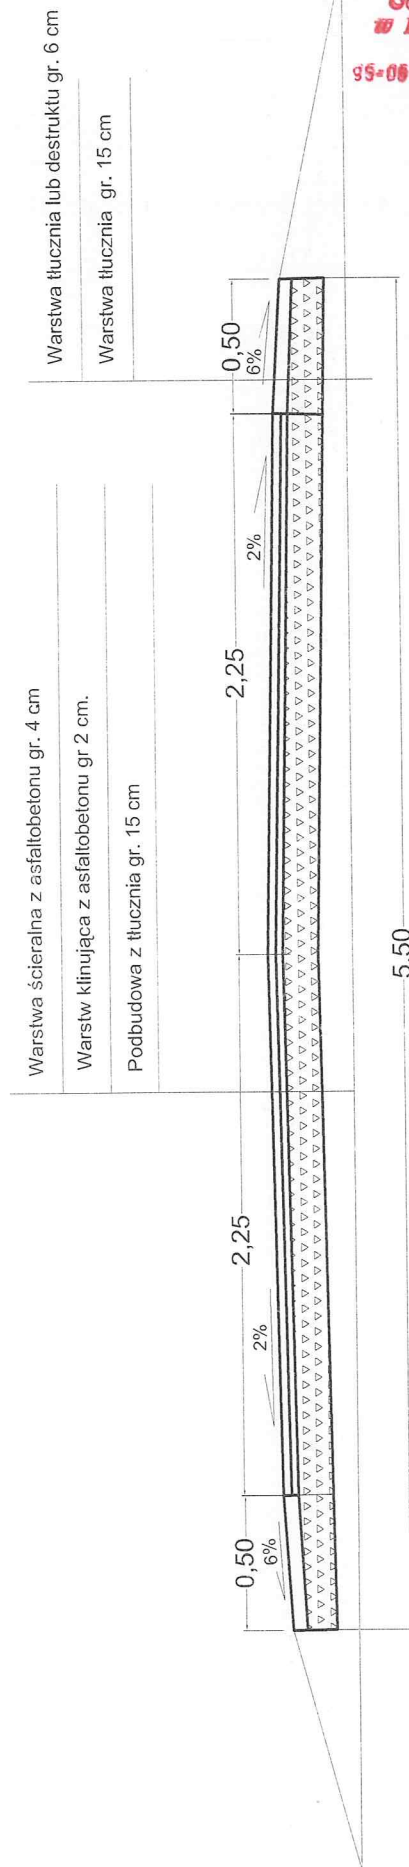 Warstwa tłucznia lub destruktu gr. 6 cm
Warstwa tłucznia gr. 15 cm
Warstwa ścieralna z asfaltobetonu gr. 4 cm
Warstw klinująca z asfaltobetonu gr 2 cm.
Podbudowa z tłucznia gr. 15 cm
0,50
2,25
2,25
0,50
6%
2%
2%
6%
5,50